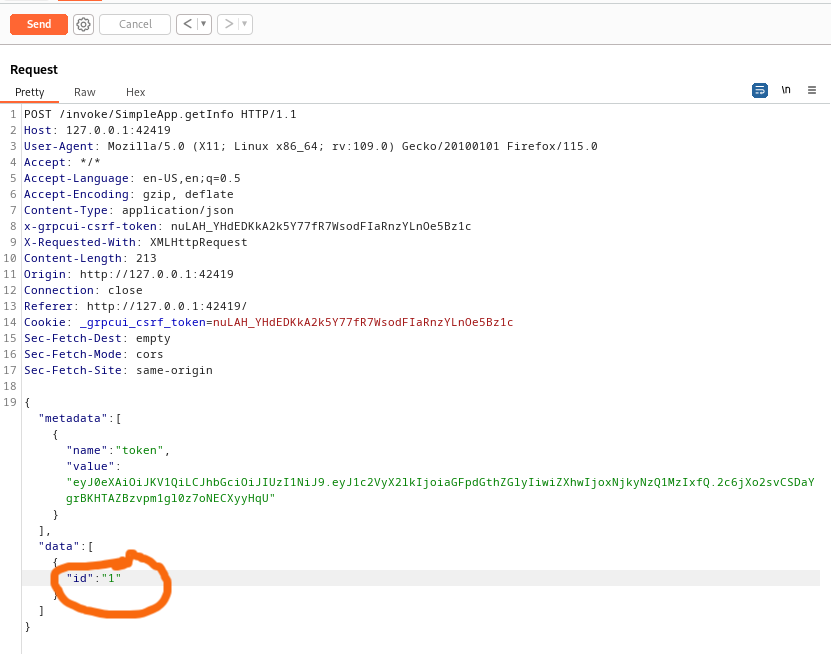 Send Cancel < >
Request
Pretty Raw Hex \n
1 POST /invoke/SimpleApp.getInfo HTTP/1.1
2 Host: 127.0.0.1:42419
3 User-Agent: Mozilla/5.0 (X11; Linux x86_64; rv:109.0) Gecko/20100101 Firefox/115.0
4 Accept: */*
5 Accept-Language: en-US,en;q=0.5
6 Accept-Encoding: gzip, deflate
7 Content-Type: application/json
8 x-grpcui-csrf-token: nuLAH_YHdEDKkA2k5Y77fR7WsodFIaRnzYLnOe5Bz1c
9 X-Requested-With: XMLHttpRequest
10 Content-Length: 213
11 Origin: http://127.0.0.1:42419
12 Connection: close
13 Referer: http://127.0.0.1:42419/
14 Cookie: _grpcui_csrf_token=nuLAH_YHdEDKkA2k5Y77fR7WsodFIaRnzYLnOe5Bz1c
15 Sec-Fetch-Dest: empty
16 Sec-Fetch-Mode: cors
17 Sec-Fetch-Site: same-origin
18
19 {
"metadata":[
{
"name":"token",
"value":
"eyJ0eXAiOiJKV1QiLCJhbGciOiJIUzI1NiJ9.eyJ1c2VyX2lkIjoiaGFpdGthZGlyIiwiZXhwIjoxNjkyNzQ1MzIxfQ.2c6jXo2svCSDaY
grBKHTAZBzvpm1gl0z7oNECXyyHqU"
}
],
"data":[
{
"id":"1"
}
]
}